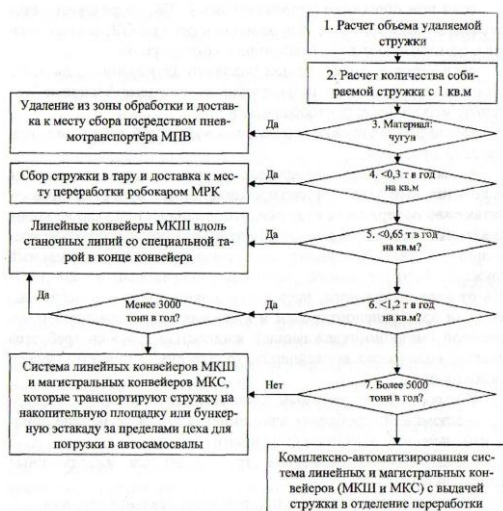 1. Расчет объема удаляемой
стружки
2. Расчет количества соби-
раемой стружки с 1 кв.м
Удаление из зоны обработки и достав-
ка к месту сбора посредством пнев-
мотранспортёра МПВ
Да
3. Материал:
чугун
Сбор стружки в тару и доставка к мес-
ту переработки робокаром МРК
Да
4. <0,3 т в год
на кв.м
Линейные конвейеры МКШ вдоль
станочных линий со специальной та-
рой в конце конвейера
Да
5. <0,65 т в год
на кв.м?
Да
Менее 3000
тонн в год?
Да
6. <1,2 т в год
на кв.м?
Система линейных конвейеров МКШ
и магистральных конвейеров МКС,
которые транспортируют стружку на
накопительную площадку или бункер-
ную эстакаду за пределами цеха для
погрузки в автосамосвалы
Нет
7. Более 5000
тонн в год?
Комплексно-автоматизированная сис-
тема линейных и магистральных кон-
вейеров (МКШ и МКС) с выдачей
стружки в отделение переработки